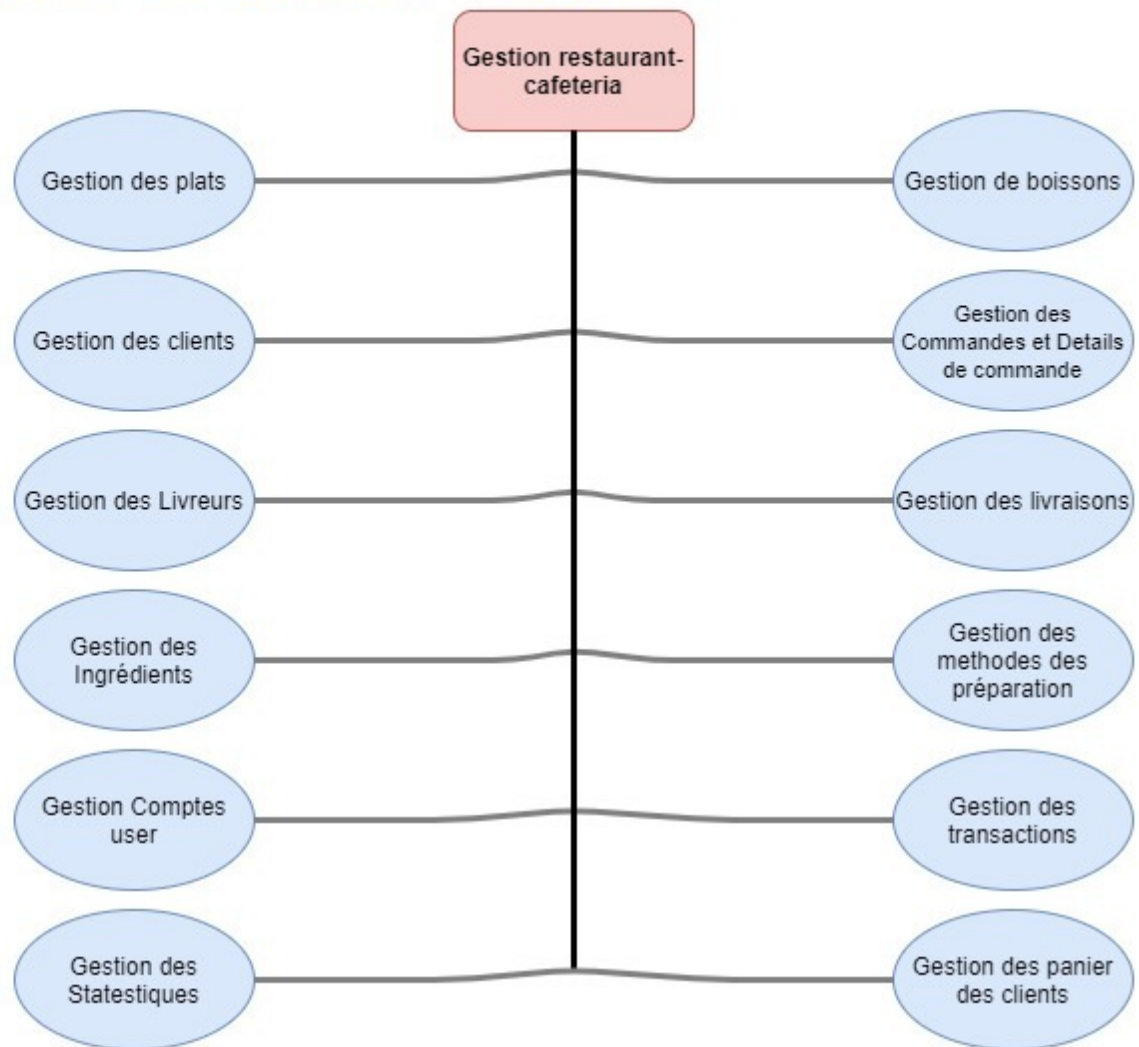 Gestion restaurant-
cafeteria
Gestion des plats
Gestion de boissons
Gestion des clients
Gestion des
Commandes et Details
de commande
Gestion des Livreurs
Gestion des livraisons
Gestion des
Ingrédients
Gestion des
methodes des
préparation
Gestion Comptes
user
Gestion des
transactions
Gestion des
Statestiques
Gestion des panier
des clients